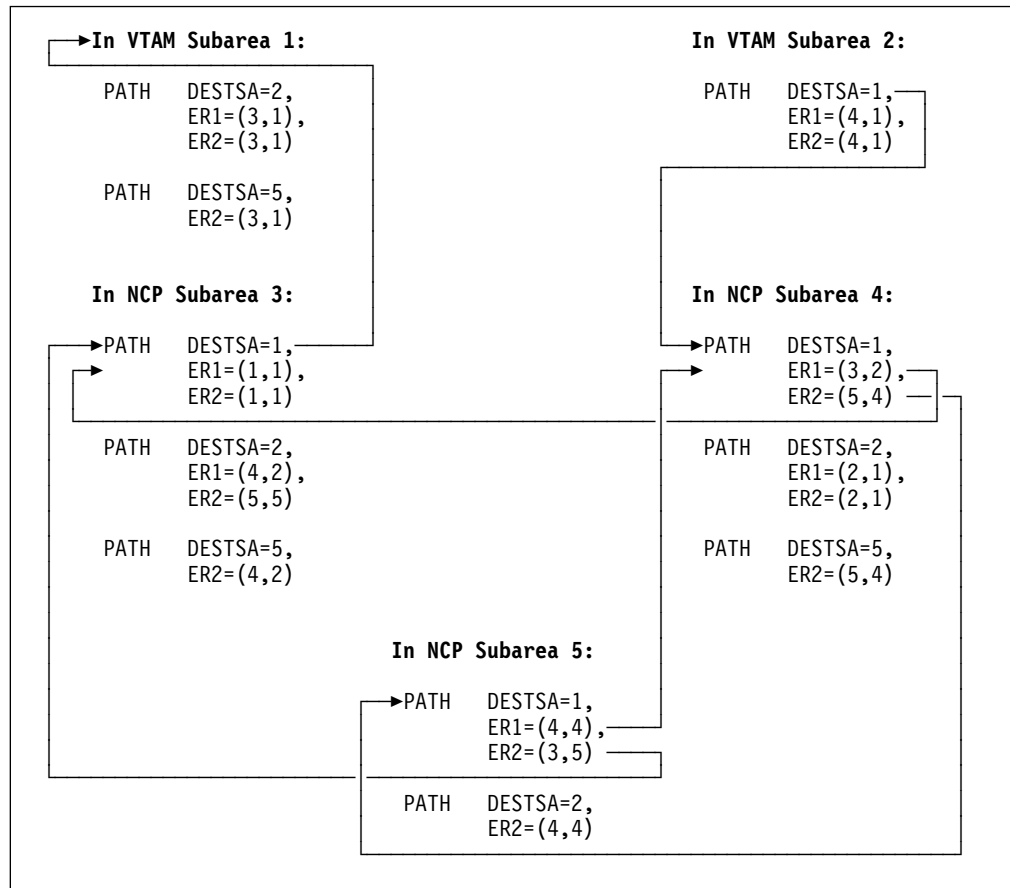 In VTAM Subarea 1:
PATH DESTSA=2,
ER1=(3,1),
ER2=(3,1)
PATH DESTSA=5,
ER2=(3,1)
In VTAM Subarea 2:
PATH DESTSA=1,
ER1=(4,1),
ER2=(4,1)
In NCP Subarea 3:
PATH DESTSA=1,
ER1=(1,1),
ER2=(1,1)
PATH DESTSA=2,
ER1=(4,2),
ER2=(5,5)
PATH DESTSA=5,
ER2=(4,2)
In NCP Subarea 4:
PATH DESTSA=1,
ER1=(3,2),
ER2=(5,4)
PATH DESTSA=2,
ER1=(2,1),
ER2=(2,1)
PATH DESTSA=5,
ER2=(5,4)
In NCP Subarea 5:
PATH DESTSA=1,
ER1=(4,4),
ER2=(3,5)
PATH DESTSA=2,
ER2=(4,4)